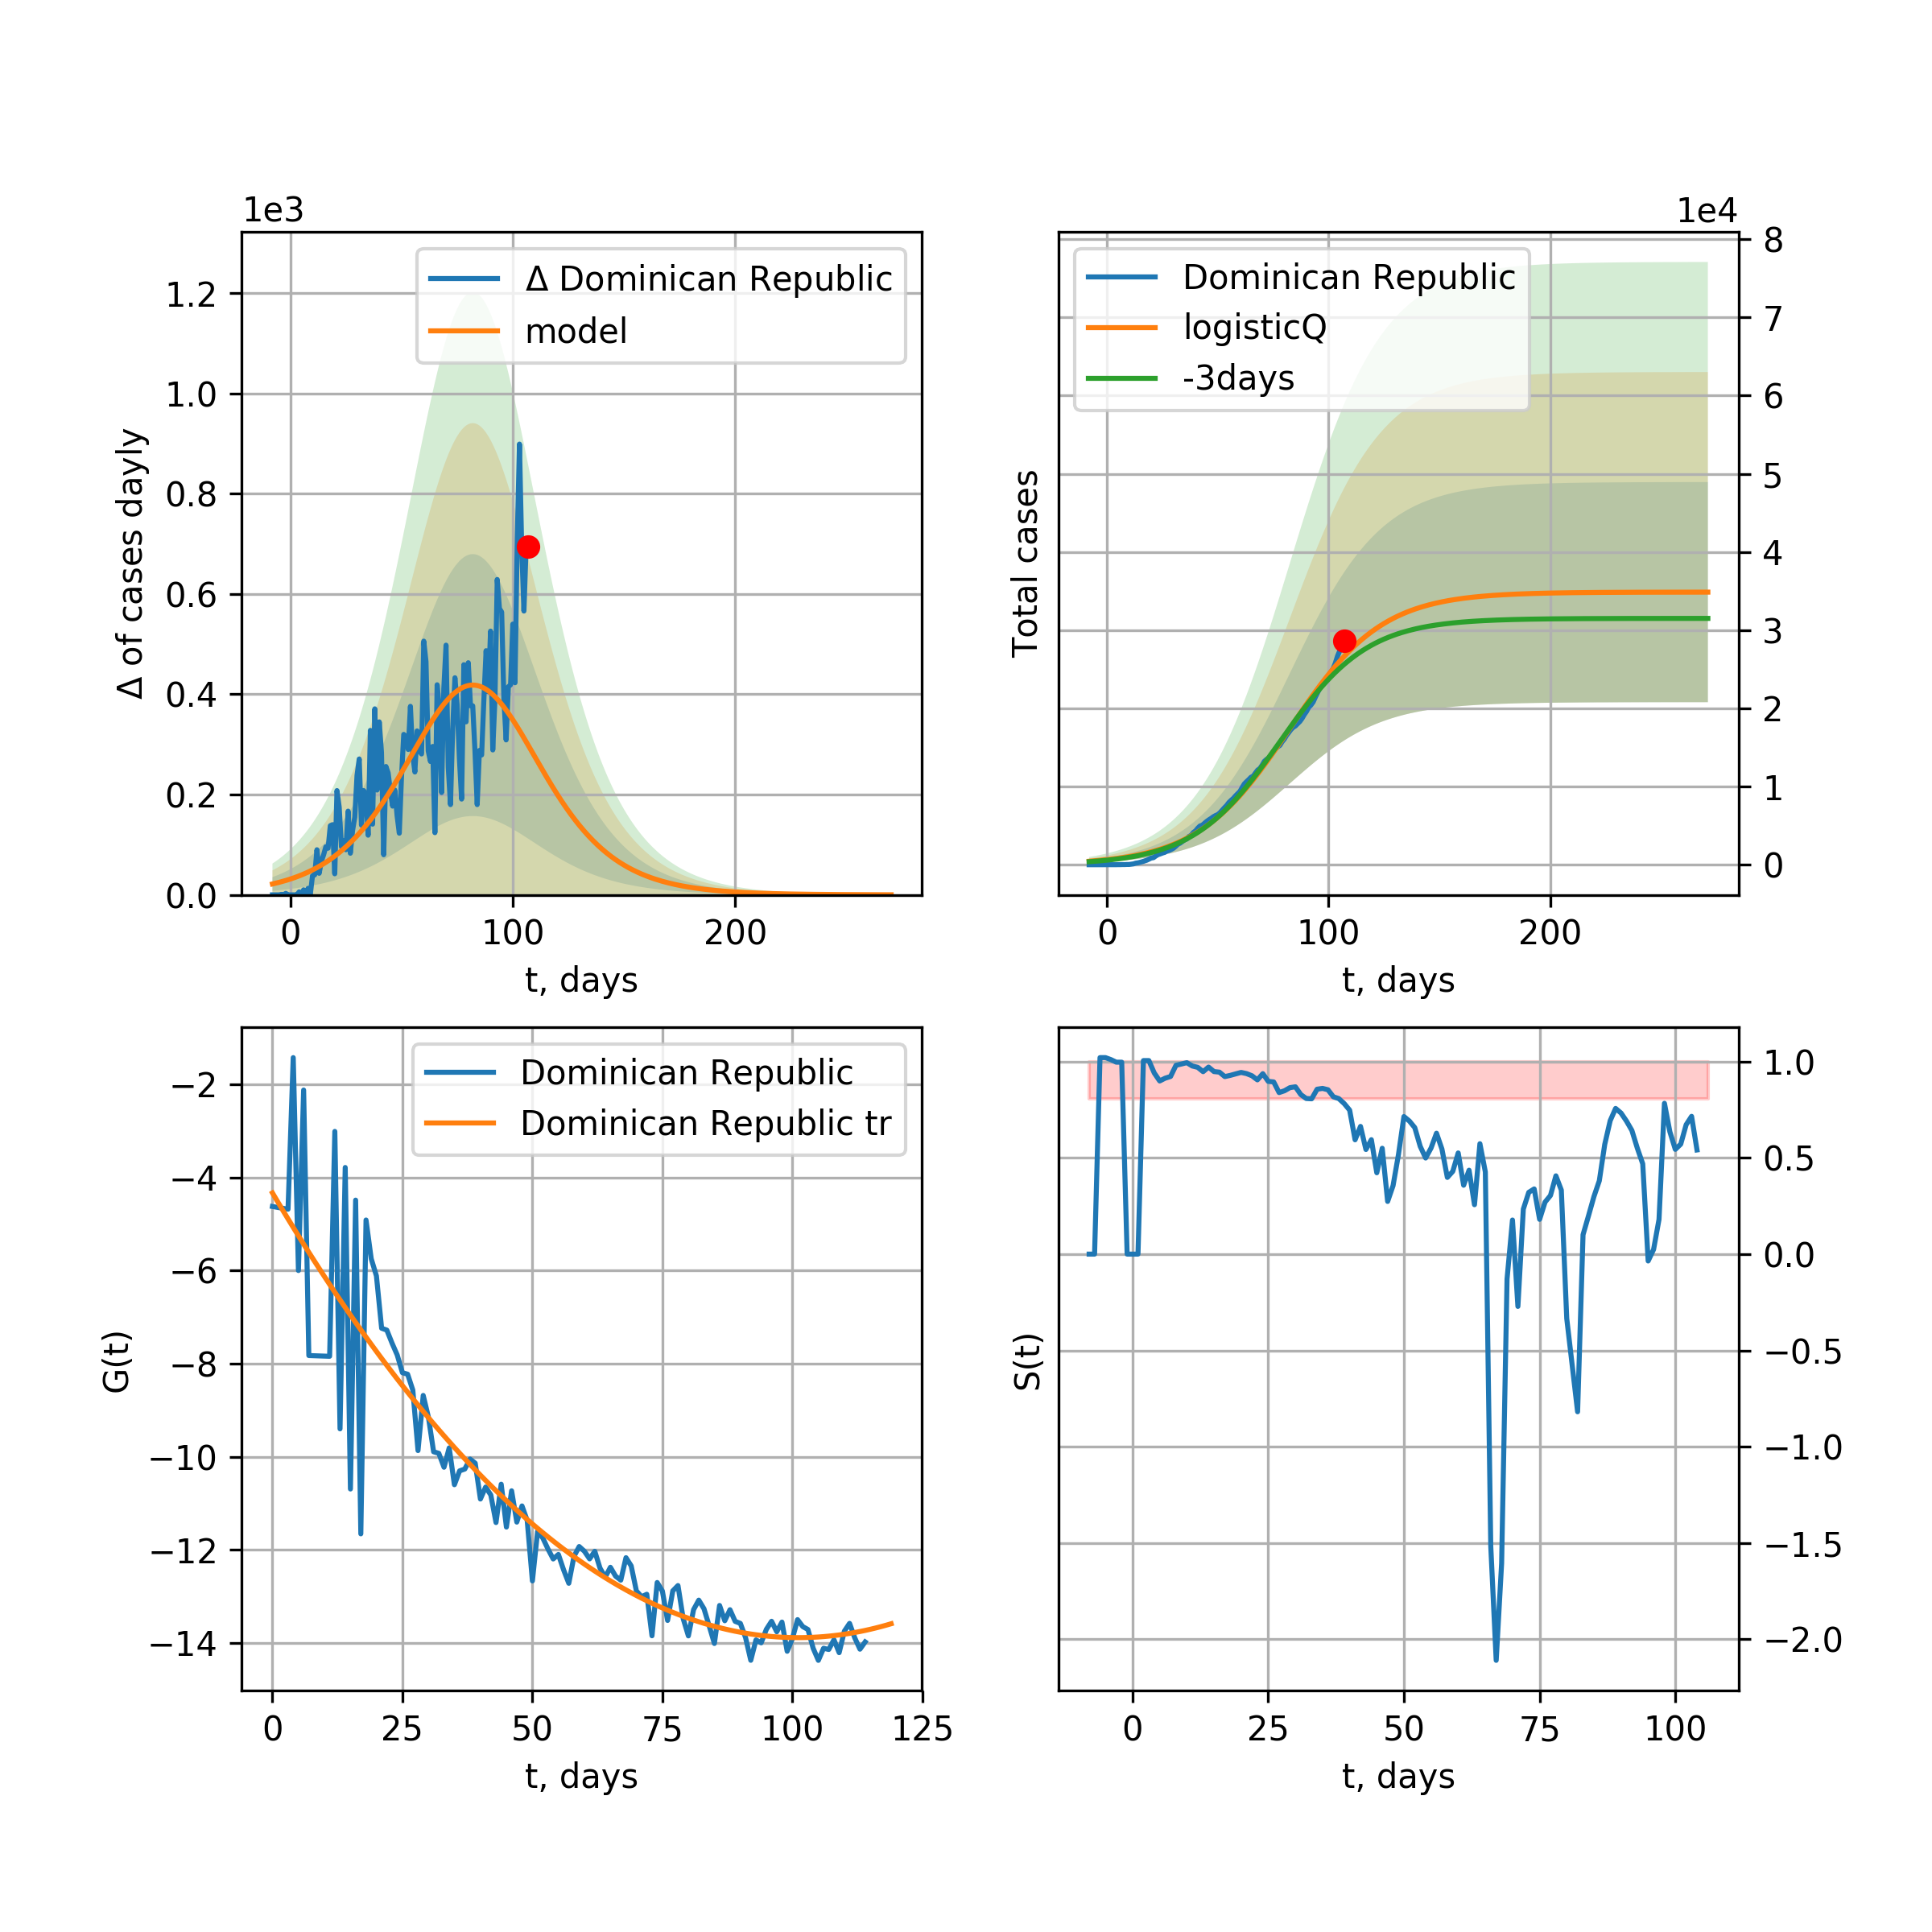 1e3
Δ Dominican Republic
model
1.2
1.0
0.8
0.6
0.4
0.2
0.0
Δ of cases dayly
0 100 200
t, days
1e4
Dominican Republic
logisticQ
-3days
8
7
6
5
4
3
2
1
0
Total cases
0 100 200
t, days
Dominican Republic
Dominican Republic tr
−2
−4
−6
−8
−10
−12
−14
G(t)
0 25 50 75 100 125
t, days
1.0
0.5
0.0
−0.5
−1.0
−1.5
−2.0
S(t)
0 25 50 75 100
t, days